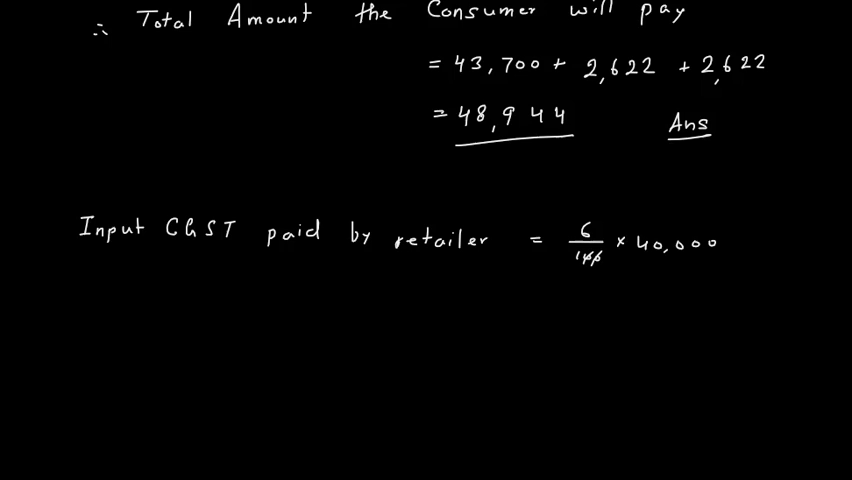 ∴ Total Amount the Consumer will pay
= 43,700 + 2,622 + 2,622
= 48,944 Ans
Input CGST paid by retailer = 6/100 × 40,000